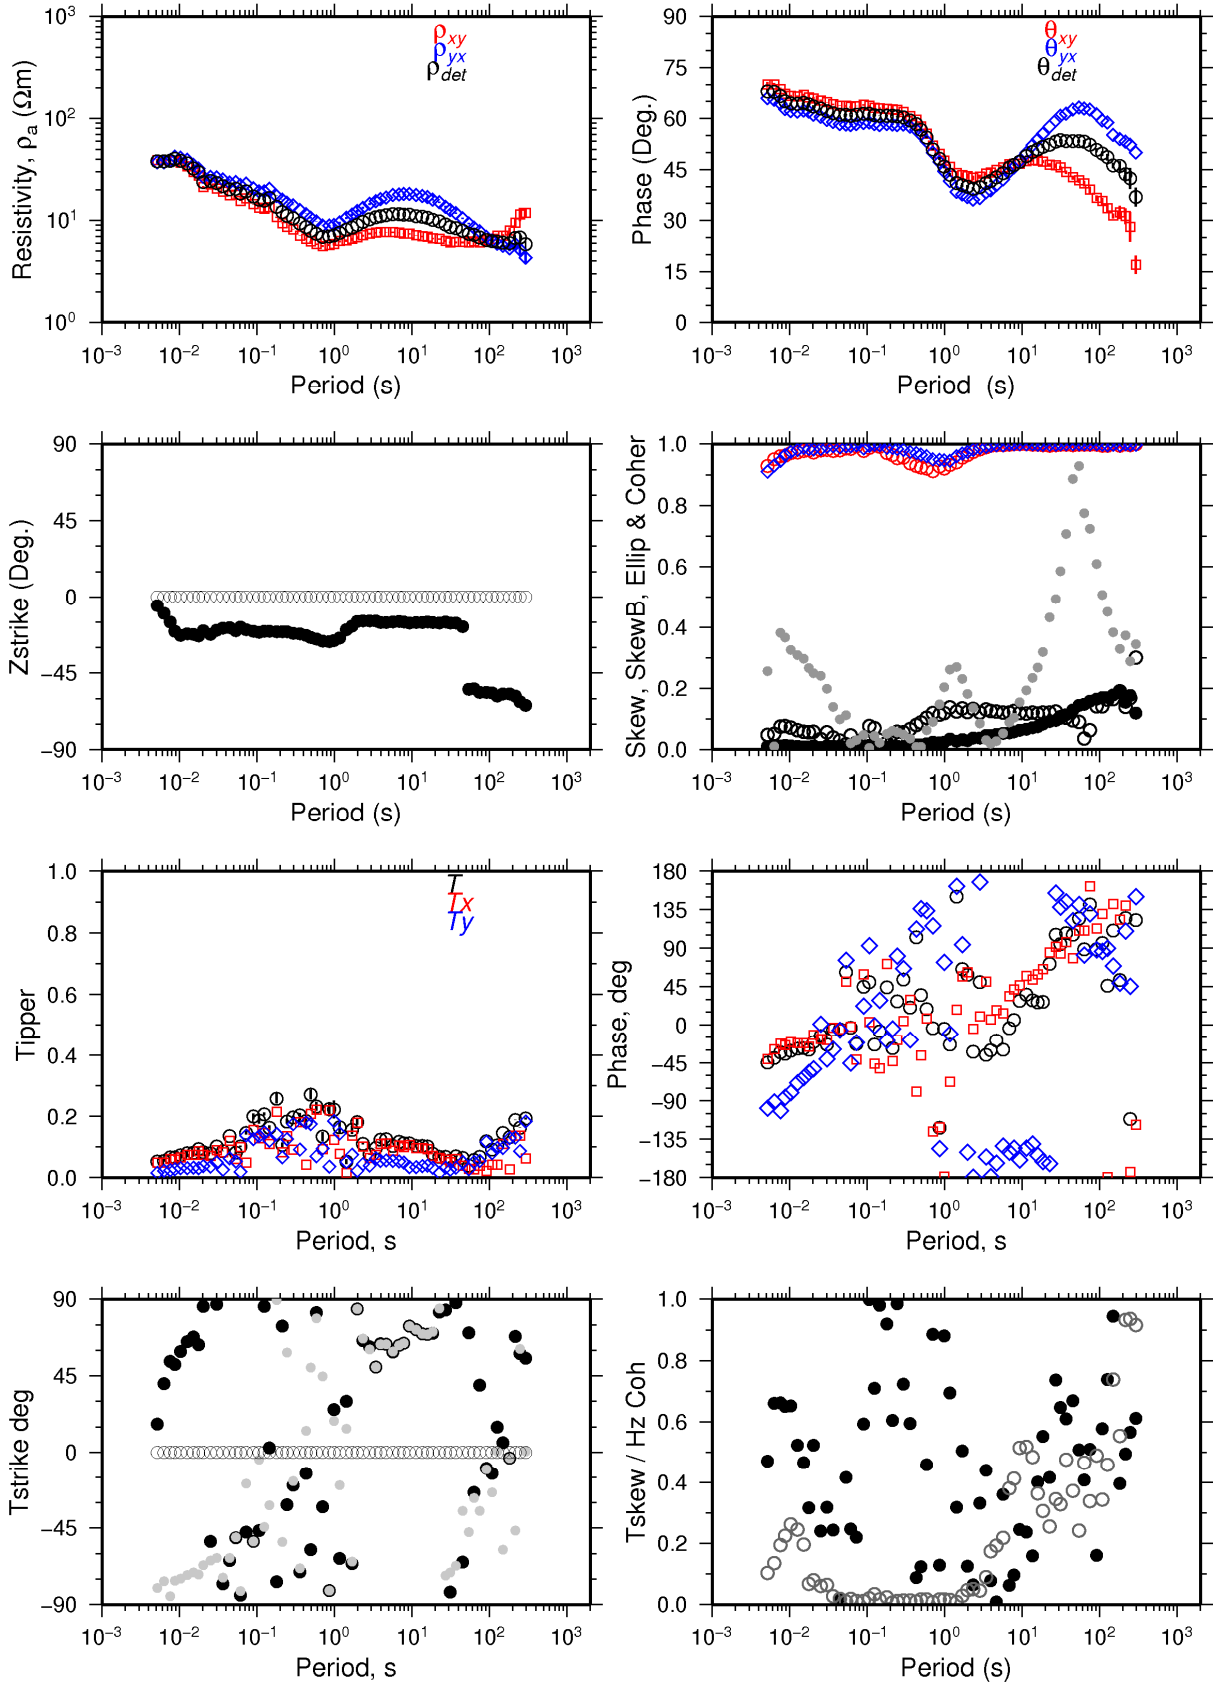 10³
10²
10¹
10⁰
Resistivity, ρa (Ωm)
ρxy
ρyx
ρdet
10⁻³ 10⁻² 10⁻¹ 10⁰ 10¹ 10² 10³
Period (s)
90
75
60
45
30
15
0
Phase (Deg.)
θxy
θyx
θdet
10⁻³ 10⁻² 10⁻¹ 10⁰ 10¹ 10² 10³
Period (s)
90
45
0
−45
−90
Zstrike (Deg.)
10⁻³ 10⁻² 10⁻¹ 10⁰ 10¹ 10² 10³
Period (s)
1.0
0.8
0.6
0.4
0.2
0.0
Skew, SkewB, Ellip & Coher
10⁻³ 10⁻² 10⁻¹ 10⁰ 10¹ 10² 10³
Period (s)
1.0
0.8
0.6
0.4
0.2
0.0
Tipper
T
Tx
Ty
10⁻³ 10⁻² 10⁻¹ 10⁰ 10¹ 10² 10³
Period, s
180
135
90
45
0
−45
−90
−135
−180
Phase, deg
10⁻³ 10⁻² 10⁻¹ 10⁰ 10¹ 10² 10³
Period, s
90
45
0
−45
−90
Tstrike deg
10⁻³ 10⁻² 10⁻¹ 10⁰ 10¹ 10² 10³
Period, s
1.0
0.8
0.6
0.4
0.2
0.0
Tskew / Hz Coh
10⁻³ 10⁻² 10⁻¹ 10⁰ 10¹ 10² 10³
Period (s)